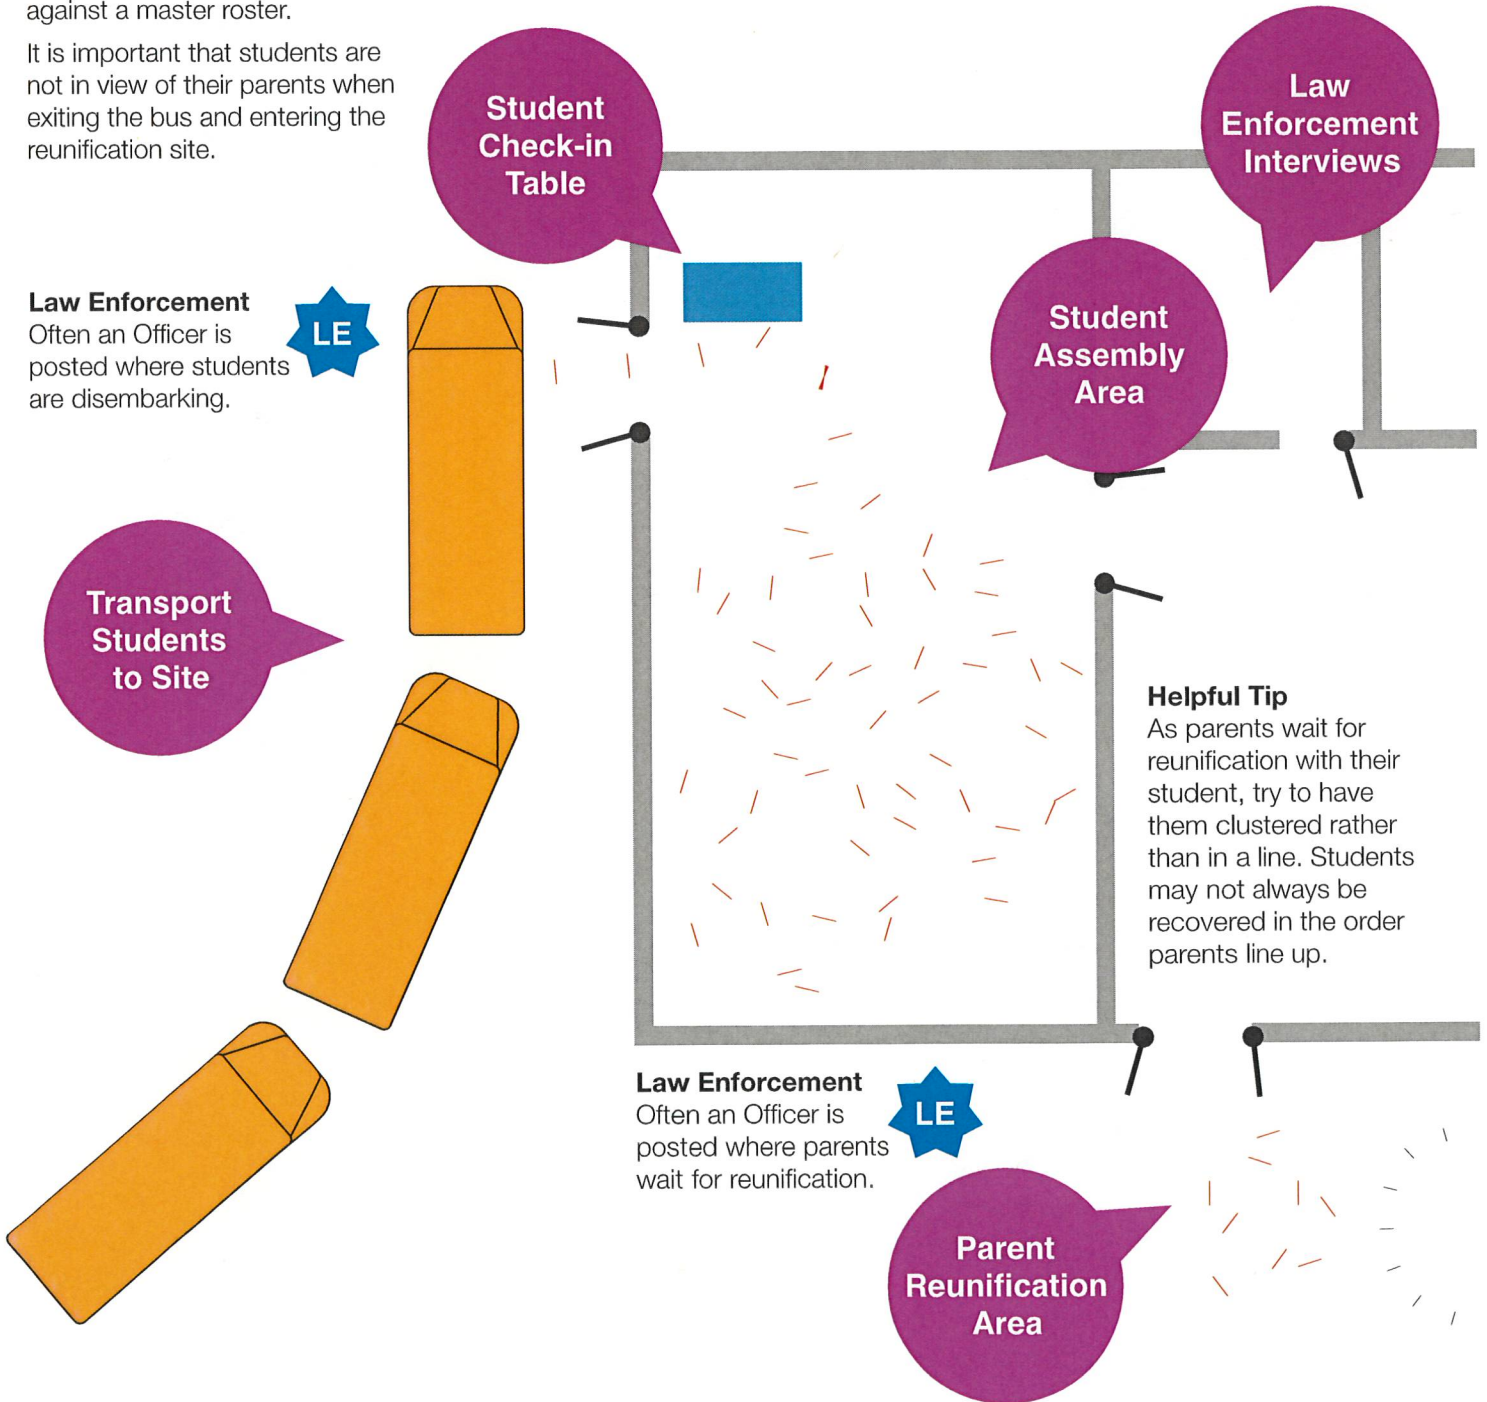 against a master roster.
It is important that students are
not in view of their parents when
exiting the bus and entering the
reunification site.
Student
Check-in
Table
Law
Enforcement
Interviews
Law Enforcement
Often an Officer is
posted where students
are disembarking.
LE
Student
Assembly
Area
Transport
Students
to Site
Helpful Tip
As parents wait for
reunification with their
student, try to have
them clustered rather
than in a line. Students
may not always be
recovered in the order
parents line up.
Law Enforcement
Often an Officer is
posted where parents
wait for reunification.
LE
Parent
Reunification
Area